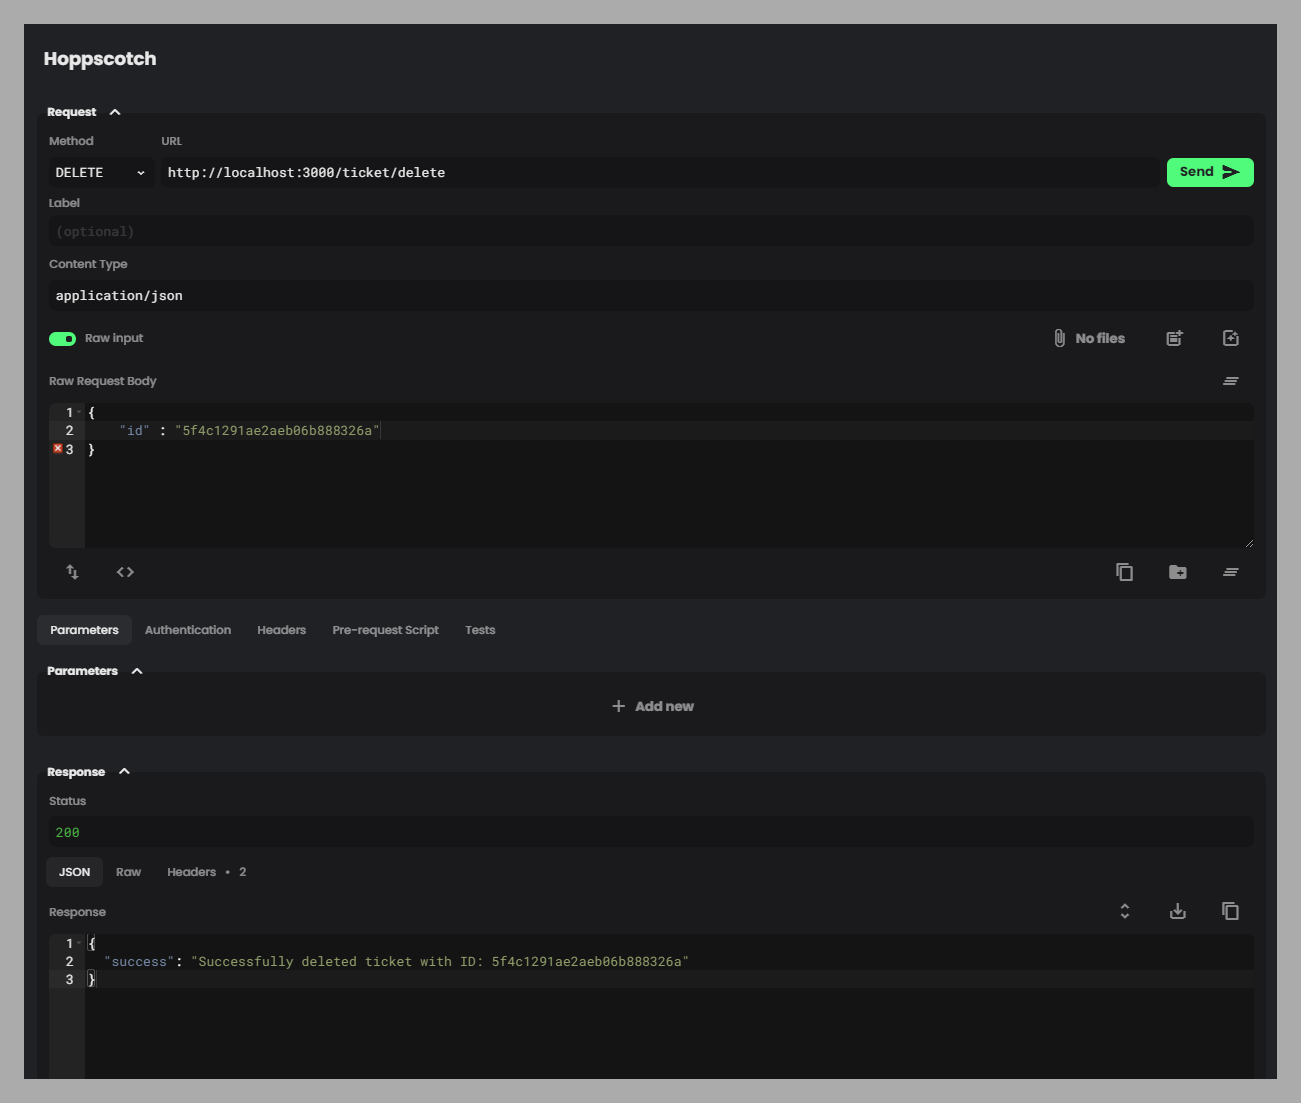 Hoppscotch
Request
Method URL
DELETE http://localhost:3000/ticket/delete Send
Label
(optional)
Content Type
application/json
Raw input No files
Raw Request Body
1 {
2 "id" : "5f4c1291ae2aeb06b888326a"
3 }
Parameters Authentication Headers Pre-request Script Tests
Parameters
Add new
Response
Status
200
JSON Raw Headers • 2
Response
1 {
2 "success": "Successfully deleted ticket with ID: 5f4c1291ae2aeb06b888326a"
3 }